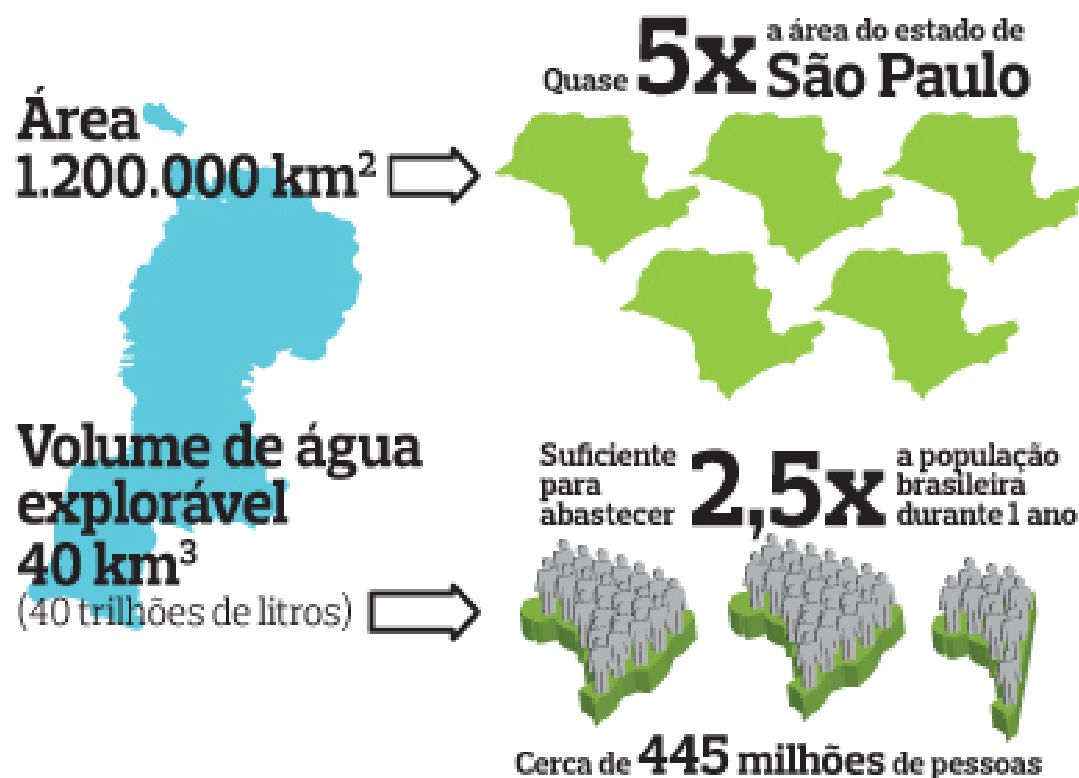 Área
1.200.000 km²
Quase 5x a área do estado de
São Paulo
Volume de água
explorável
40 km³
(40 trilhões de litros)
Suficiente
para
abastecer
2,5x
a população
brasileira
durante 1 ano
Cerca de 445 milhões de pessoas